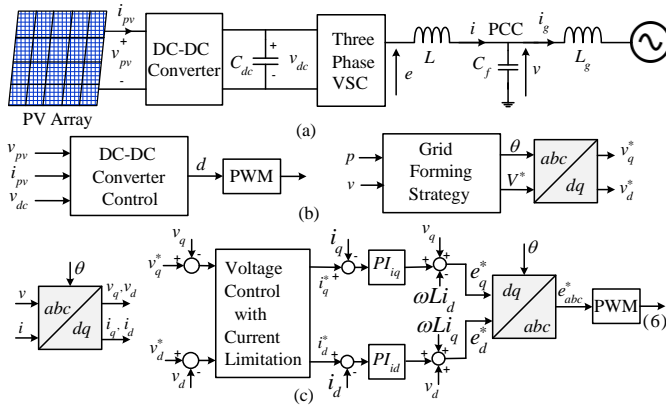 i_pv
v_pv
+
-
PV Array
DC-DC
Converter
C_dc
+
-
v_dc
Three
Phase
VSC
e
L
i
PCC
C_f
v
i_g
L_g
(a)
v_pv
i_pv
v_dc
DC-DC
Converter
Control
d
PWM
(b)
p
v
Grid
Forming
Strategy
θ
V^*
abc
dq
v_q^*
v_d^*
v
i
θ
abc
dq
v_q, v_d
i_q, i_d
v_q^*
v_q
+
-
v_d^*
v_d
+
-
Voltage
Control
with
Current
Limitation
i_q^*
i_q
+
-
PI_iq
v_q
+
+
-
ωLi_d
e_q^*
i_d^*
i_d
+
-
PI_id
ωLi_q
+
+
+
v_d
e_d^*
θ
dq
abc
e_abc^*
PWM
(6)
(c)